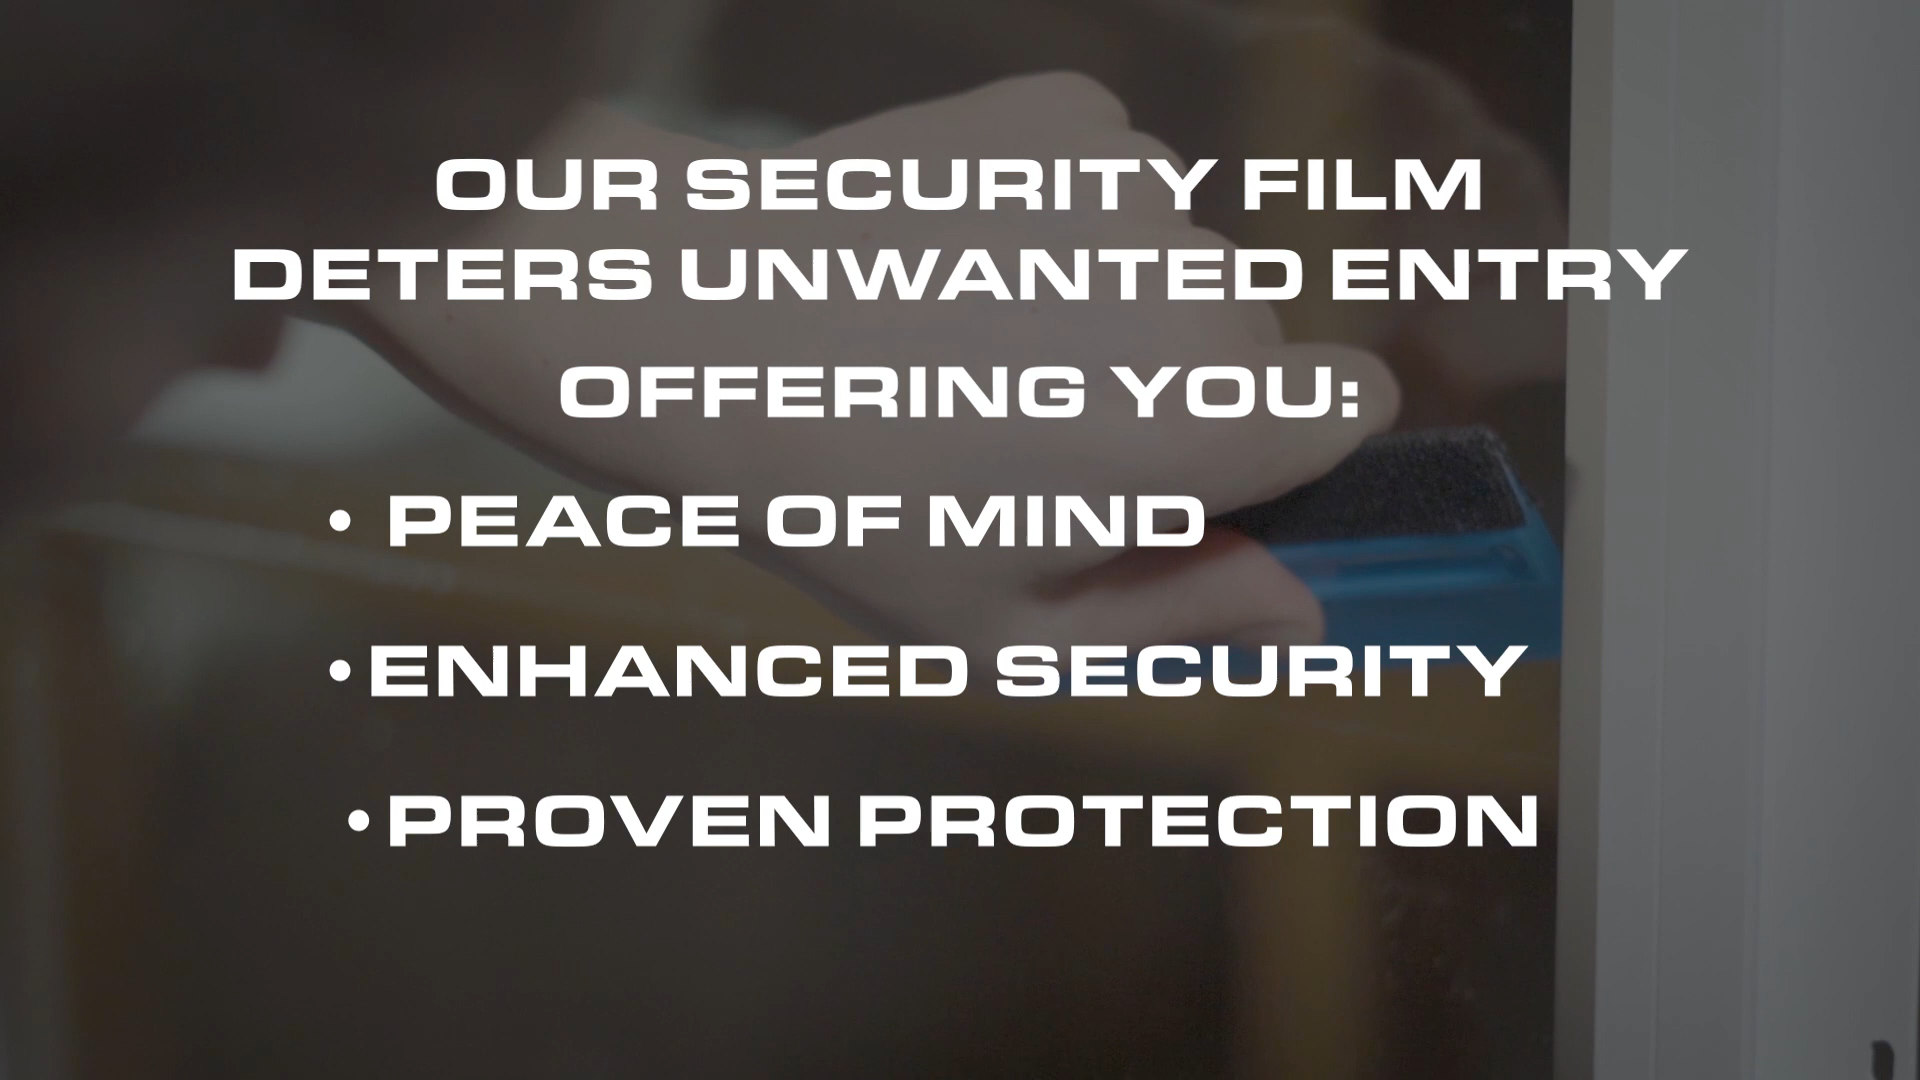 OUR SECURITY FILM
DETERS UNWANTED ENTRY
OFFERING YOU:
• PEACE OF MIND
• ENHANCED SECURITY
• PROVEN PROTECTION